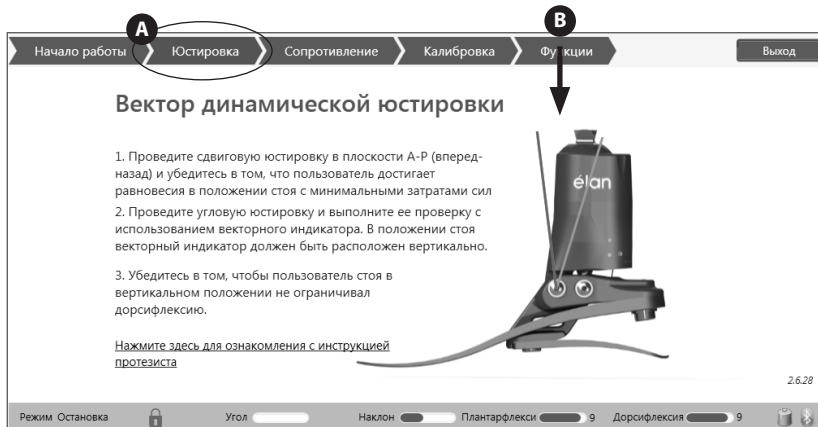 A
B
Начало работы Юстировка Сопротивление Калибровка Функции Выход
Вектор динамической юстировки
1. Проведите сдвиговую юстировку в плоскости A-P (вперед-
назад) и убедитесь в том, что пользователь достигает
равновесия в положении стоя с минимальными затратами сил
2. Проведите угловую юстировку и выполните ее проверку с
использованием векторного индикатора. В положении стоя
векторный индикатор должен быть расположен вертикально.
3. Убедитесь в том, чтобы пользователь стоя в
вертикальном положении не ограничивал
дорсифлексию.
Нажмите здесь для ознакомления с инструкцией
протезиста
élan
2.6.28
Режим Остановка Угол Наклон Плантарфлекси 9 Дорсифлексия 9